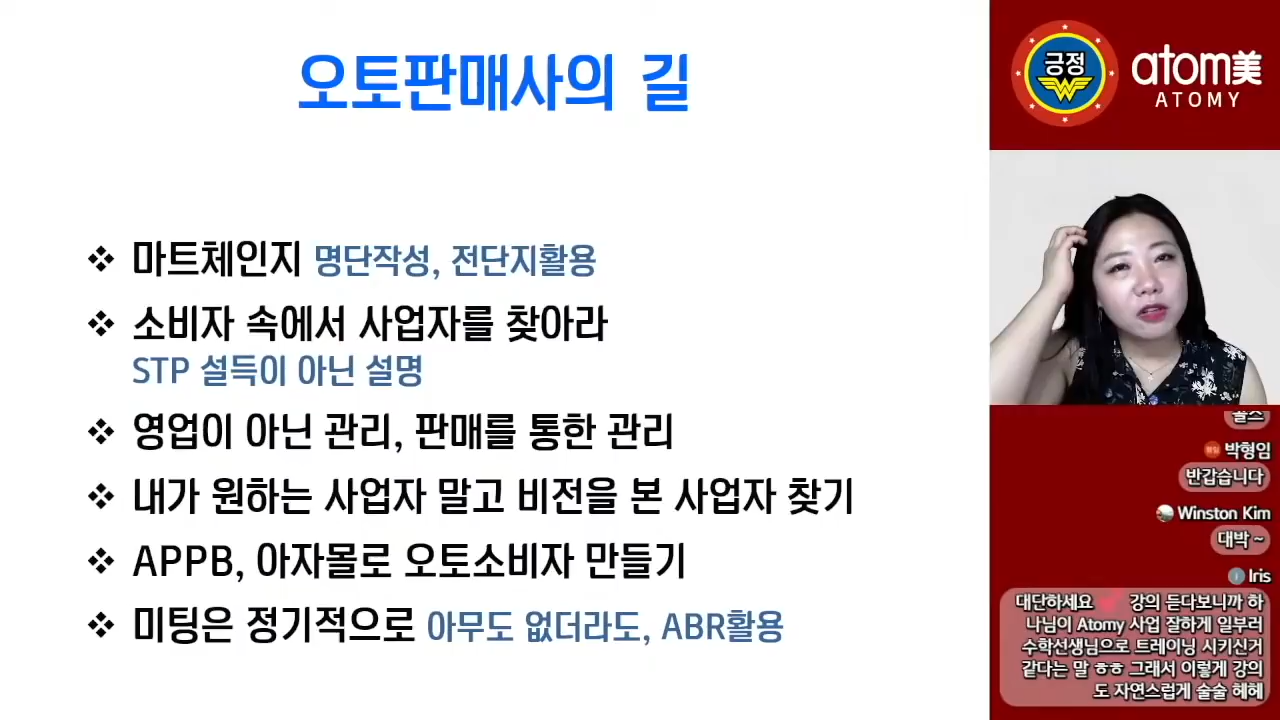 오토판매사의 길
❖ 마트체인지 명단작성, 전단지활용
❖ 소비자 속에서 사업자를 찾아라
STP 설득이 아닌 설명
❖ 영업이 아닌 관리, 판매를 통한 관리
❖ 내가 원하는 사업자 말고 비전을 본 사업자 찾기
❖ APPB, 아자몰로 오토소비자 만들기
❖ 미팅은 정기적으로 아무도 없더라도, ABR활용
긍정
atom美
ATOMY
박형임
반갑습니다
Winston Kim
대박 ~
Iris
대단하세요 강의 듣다보니까 하
나님이 Atomy 사업 잘하게 일부러
수학선생님으로 트레이닝 시키신거
같다는 말 ㅎㅎ 그래서 이렇게 강의
도 자연스럽게 술술 헤헤